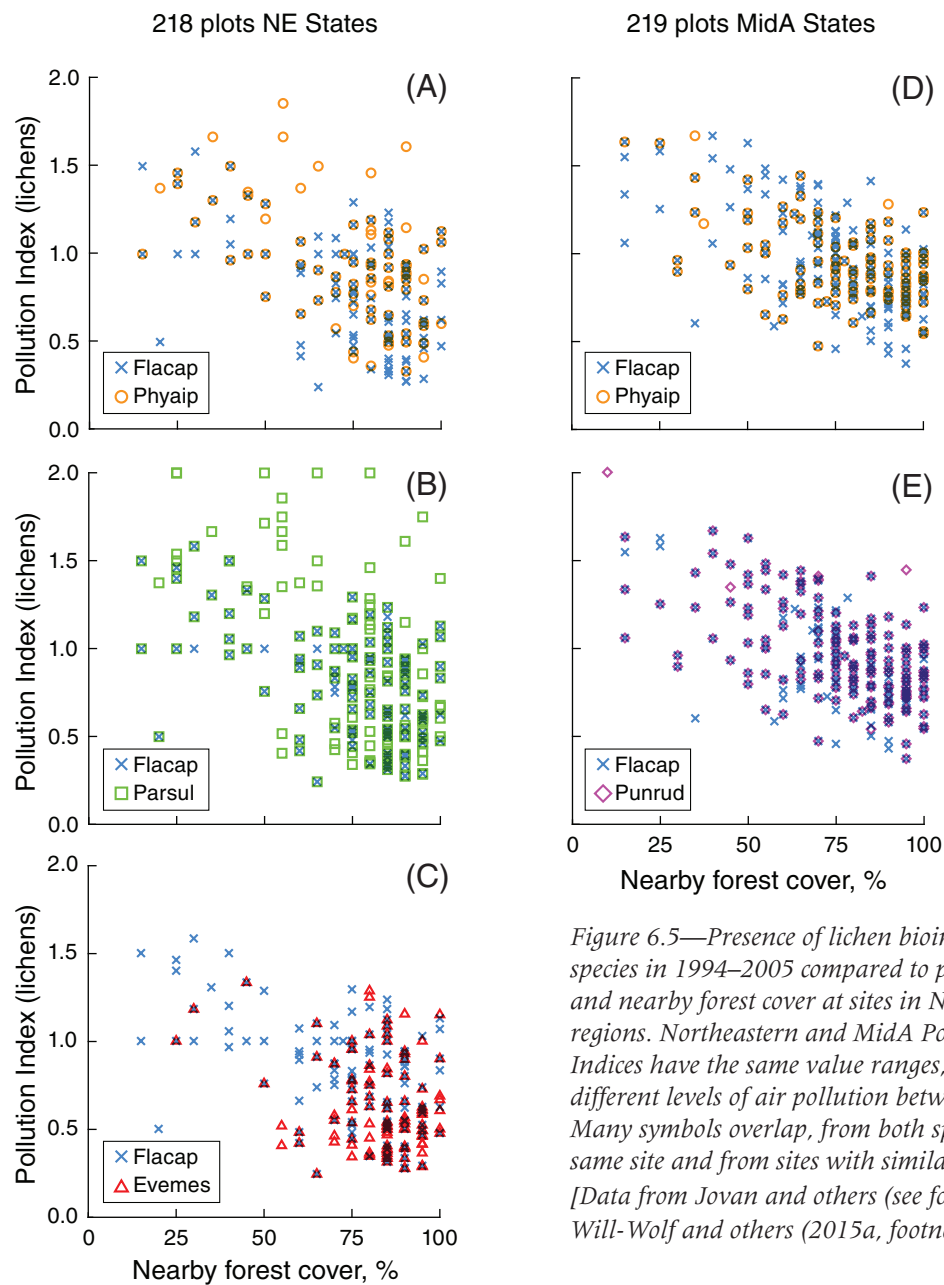 218 plots NE States
219 plots MidA States
(A)
Pollution Index (lichens)
2.0
1.5
1.0
0.5
0.0
Flacap
Phyaip
(D)
Flacap
Phyaip
(B)
Pollution Index (lichens)
2.0
1.5
1.0
0.5
0.0
Flacap
Parsul
(E)
Flacap
Punrud
0 25 50 75 100
Nearby forest cover, %
(C)
Pollution Index (lichens)
2.0
1.5
1.0
0.5
0.0
Flacap
Evemes
0 25 50 75 100
Nearby forest cover, %
Figure 6.5—Presence of lichen bioin
species in 1994–2005 compared to p
and nearby forest cover at sites in N
regions. Northeastern and MidA Po
Indices have the same value ranges,
different levels of air pollution betw
Many symbols overlap, from both sp
same site and from sites with simila
[Data from Jovan and others (see fo
Will-Wolf and others (2015a, footn